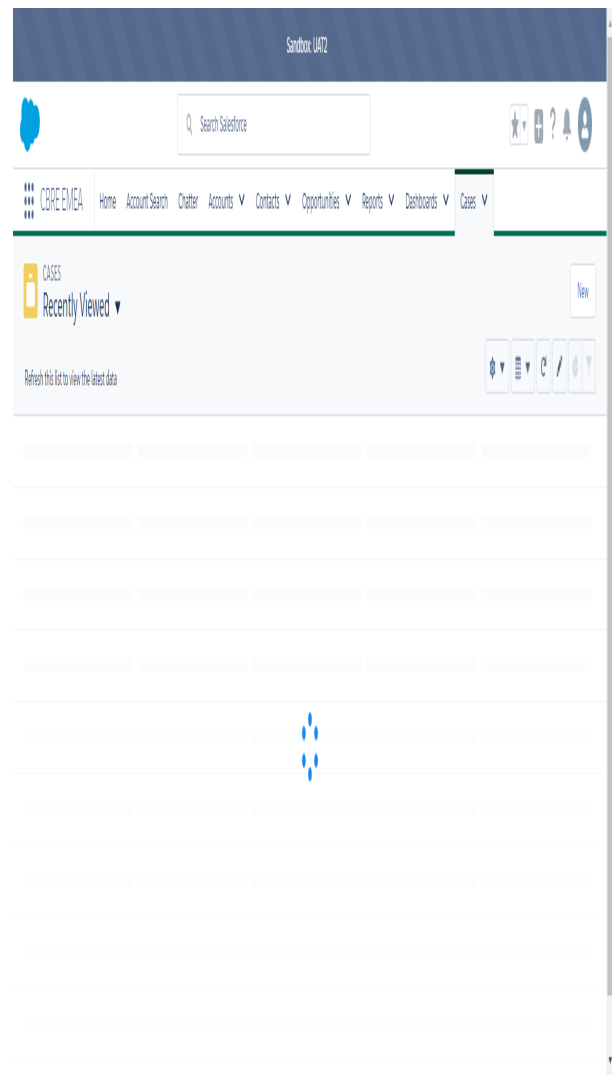 Sandbox: UAT2
Search Salesforce
CBRE EMEA Home Account Search Chatter Accounts Contacts Opportunities Reports Dashboards Cases
CASES
Recently Viewed
New
Refresh this list to view the latest data